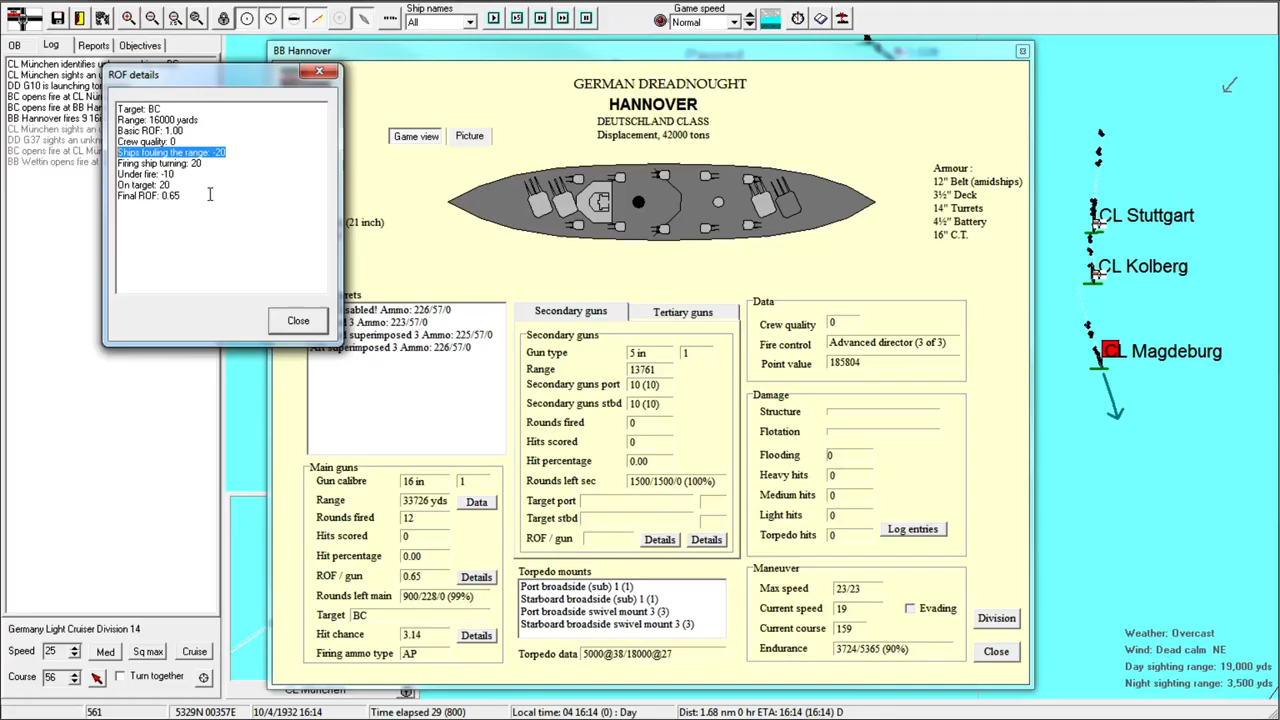 Ship names
All
Game speed
Normal
OB
Log
Reports
Objectives
CL München identifies
CL München sights an u
DD G10 is launching tor
BC opens fire at CL Nü
BC opens fire at BB Ha
BB Hannover fires 9 16
CL München sights an u
DD G37 sights an unkn
BC opens fire at CL M
BB Wettin opens fire at
ROF details
Target: BC
Range: 16000 yards
Basic ROF: 1.00
Crew quality: 0
Ships fouling the range: -20
Firing ship turning: 20
Under fire: -10
On target: 20
Final ROF: 0.65
Close
BB Hannover
Paused
GERMAN DREADNOUGHT
HANNOVER
DEUTSCHLAND CLASS
Displacement, 42000 tons
Game view
Picture
(21 inch)
Armour :
12" Belt (amidships)
3½" Deck
14" Turrets
4½" Battery
16" C.T.
rets
sabled! Ammo: 226/57/0
d 3 Ammo: 223/57/0
d superimposed 3 Ammo: 225/57/0
Aft superimposed 3 Ammo: 226/57/0
Main guns
Gun calibre 16 in 1
Range 33726 yds Data
Rounds fired 12
Hits scored 0
Hit percentage 0.00
ROF / gun 0.65 Details
Rounds left main 900/228/0 (99%)
Target BC
Hit chance 3.14 Details
Firing ammo type AP
Secondary guns
Tertiary guns
Secondary guns
Gun type 5 in 1
Range 13761
Secondary guns port 10 (10)
Secondary guns stbd 10 (10)
Rounds fired 0
Hits scored 0
Hit percentage 0.00
Rounds left sec 1500/1500/0 (100%)
Target port
Target stbd
ROF / gun Details Details
Torpedo mounts
Port broadside (sub) 1 (1)
Starboard broadside (sub) 1 (1)
Port broadside swivel mount 3 (3)
Starboard broadside swivel mount 3 (3)
Torpedo data 5000@38/18000@27
Data
Crew quality 0
Fire control Advanced director (3 of 3)
Point value 185804
Damage
Structure
Flotation
Flooding 0
Heavy hits 0
Medium hits 0
Light hits 0
Torpedo hits 0
Log entries
Maneuver
Max speed 23/23
Current speed 19
Evading
Current course 159
Endurance 3724/5365 (90%)
Division
Close
CL Stuttgart
CL Kolberg
CL Magdeburg
Weather: Overcast
Wind: Dead calm NE
Day sighting range: 19,000 yds
Night sighting range: 3,500 yds
Germany Light Cruiser Division 14
Speed 25 Med Sq max Cruise
Course 56 Turn together
CL München
561
5329N 00357E
10/4/1932 16:14
Time elapsed 29 (800)
Local time: 04 16:14 (0) : Day
Dist: 1.68 nm 0 hr ETA: 16:14 (16:14) D